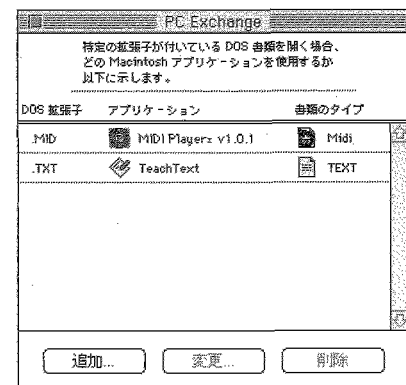 PC Exchange
特定の拡張子が付いている DOS 書類を開く場合、
どの Macintosh アプリケーションを使用するか
以下に示します。
DOS 拡張子 アプリケーション 書類のタイプ
.MID MIDI Player v1.0.1 Midi
.TXT TeachText TEXT
追加... 変更... 削除